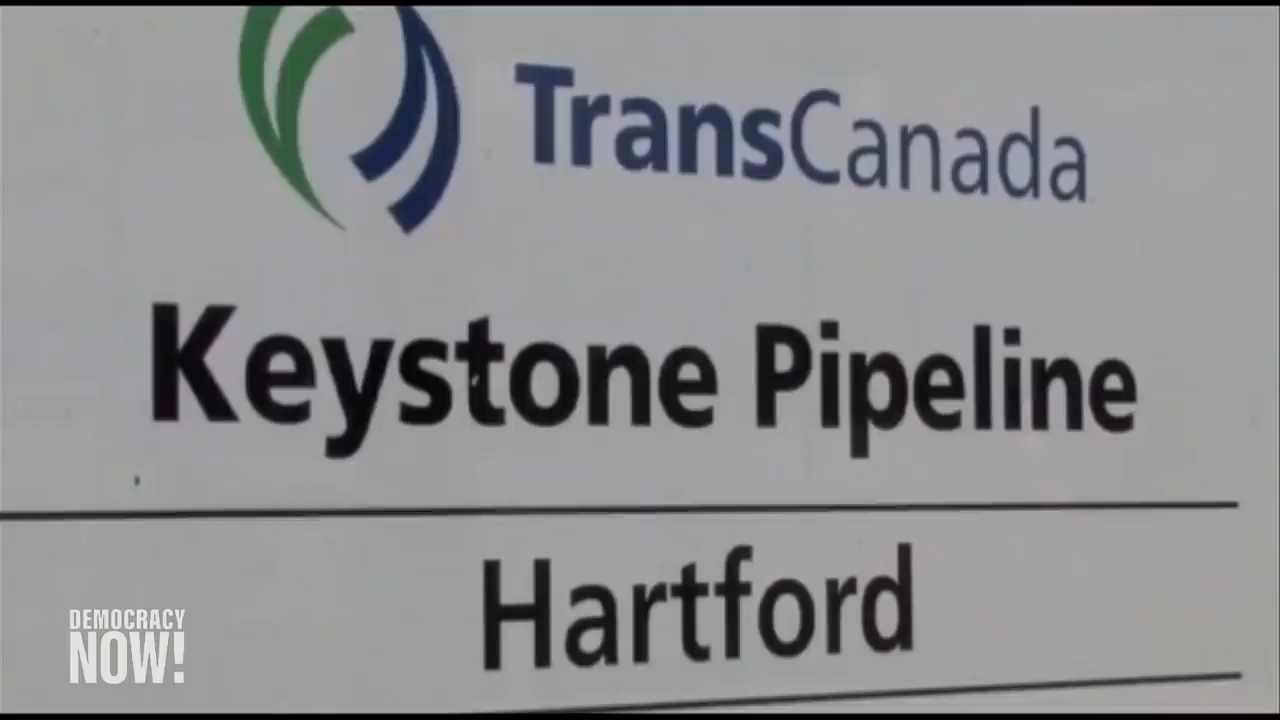 TransCanada
Keystone Pipeline
Hartford
DEMOCRACY
NOW!